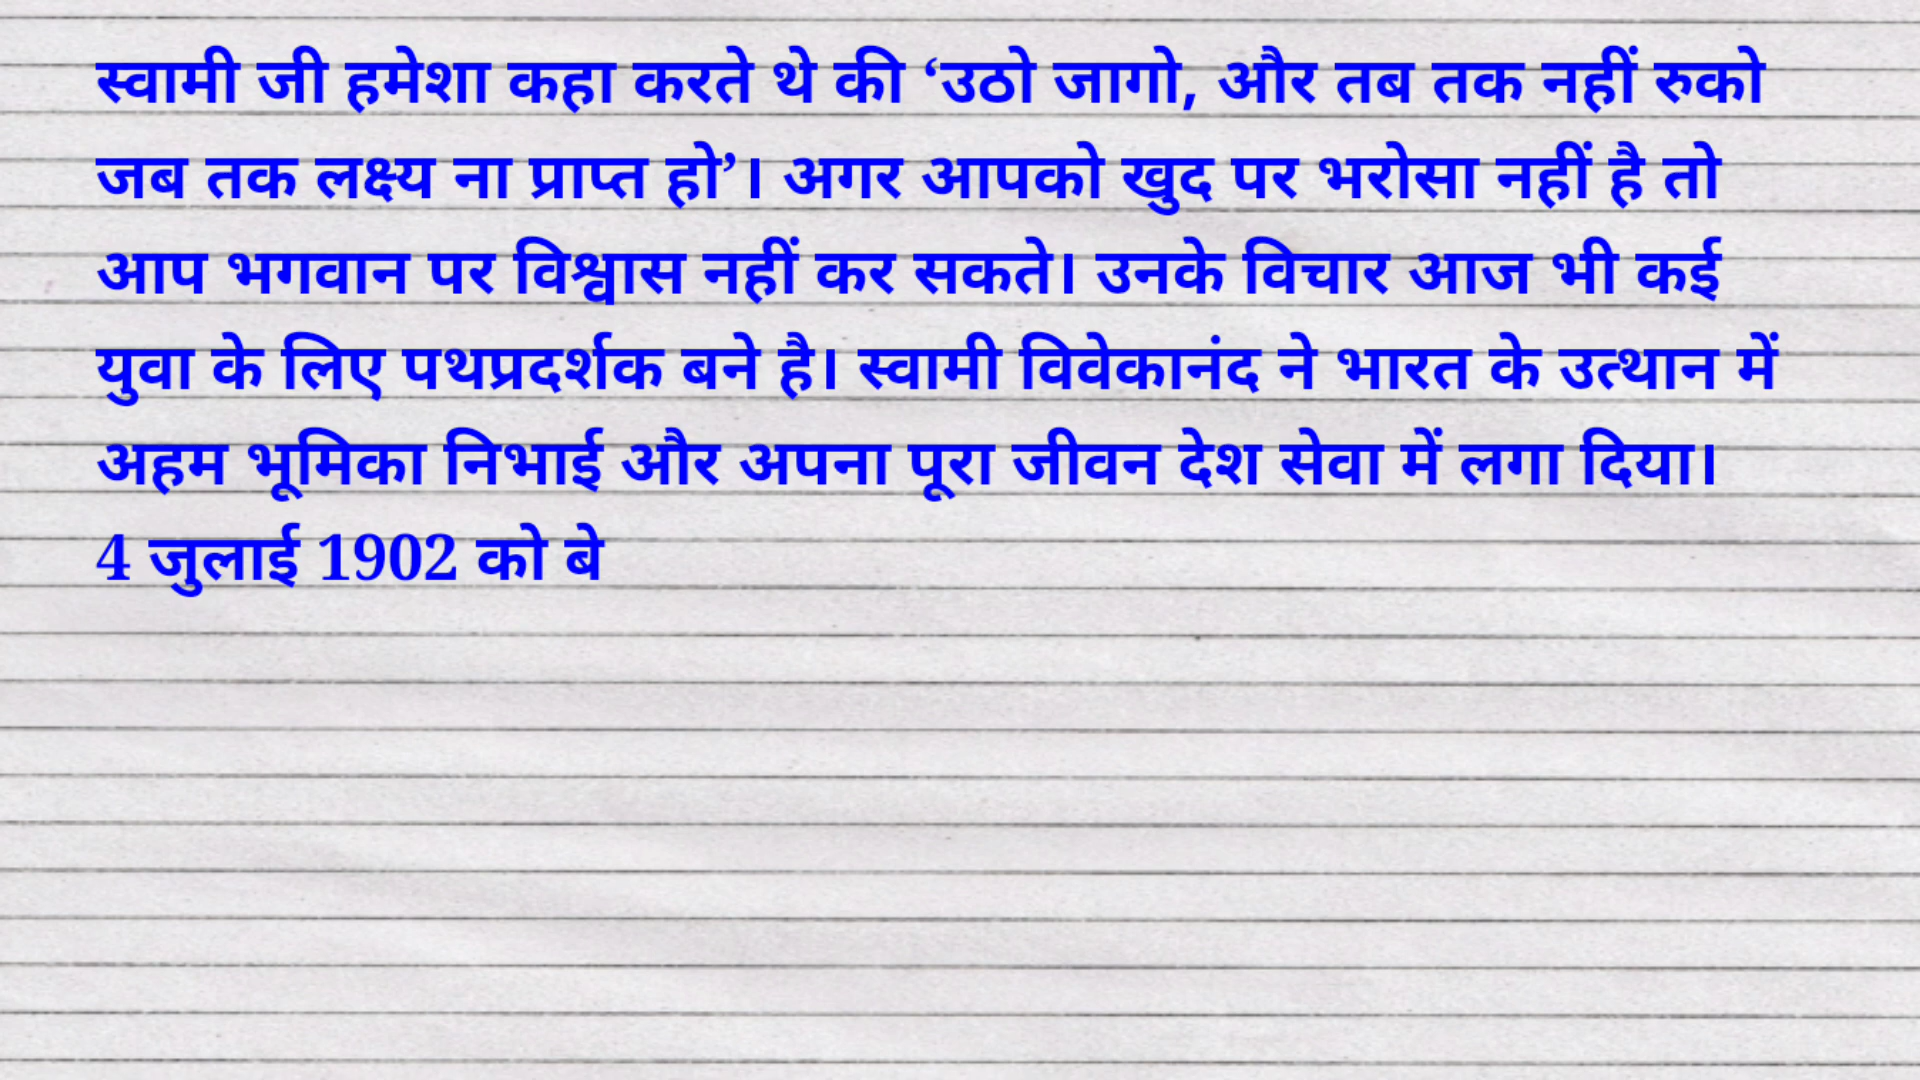 स्वामी जी हमेशा कहा करते थे की ‘उठो जागो, और तब तक नहीं रुको
जब तक लक्ष्य ना प्राप्त हो’। अगर आपको खुद पर भरोसा नहीं है तो
आप भगवान पर विश्वास नहीं कर सकते। उनके विचार आज भी कई
युवा के लिए पथप्रदर्शक बने है। स्वामी विवेकानंद ने भारत के उत्थान में
अहम भूमिका निभाई और अपना पूरा जीवन देश सेवा में लगा दिया।
4 जुलाई 1902 को बे